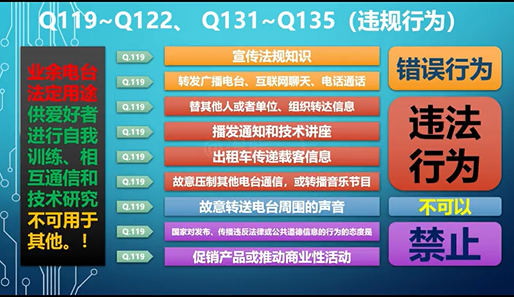 Q119~Q122、 Q131~Q135（违规行为）
业余电台
法定用途
供爱好者
进行自我
训练、相
互通信和
技术研究
不可用于
其他。！
Q.119
宣传法规知识
Q.119
转发广播电台、互联网聊天、电话通话
错误行为
Q.119
替其他人或者单位、组织转达信息
Q.119
播发通知和技术讲座
Q.119
出租车传递载客信息
Q.119
故意压制其他电台通信，或转播音乐节目
违法
行为
Q.119
故意转送电台周围的声音
不可以
Q.119
国家对发布、传播违反法律或公共道德信息的行为的态度是
Q.119
促销产品或推动商业性活动
禁止